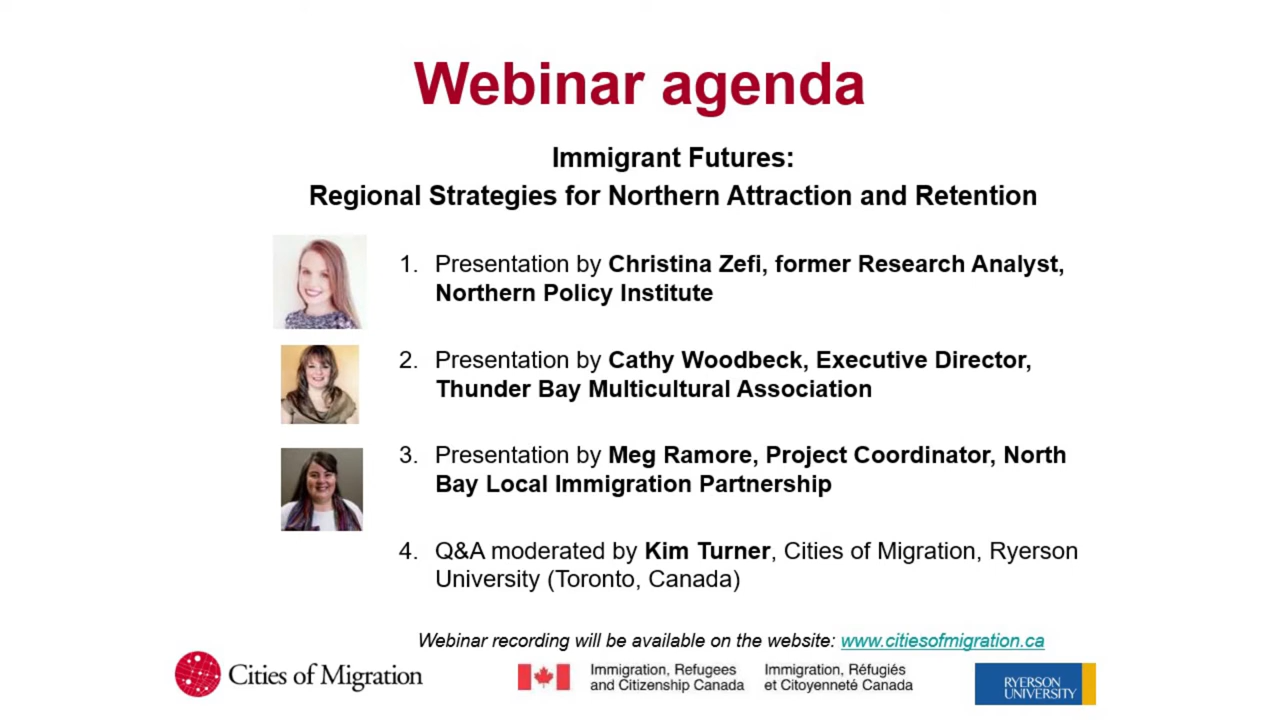 Webinar agenda
Immigrant Futures:
Regional Strategies for Northern Attraction and Retention
1. Presentation by Christina Zefi, former Research Analyst,
Northern Policy Institute
2. Presentation by Cathy Woodbeck, Executive Director,
Thunder Bay Multicultural Association
3. Presentation by Meg Ramore, Project Coordinator, North
Bay Local Immigration Partnership
4. Q&A moderated by Kim Turner, Cities of Migration, Ryerson
University (Toronto, Canada)
Webinar recording will be available on the website: www.citiesofmigration.ca
Cities of Migration
Immigration, Refugees
and Citizenship Canada
Immigration, Réfugiés
et Citoyenneté Canada
RYERSON
UNIVERSITY